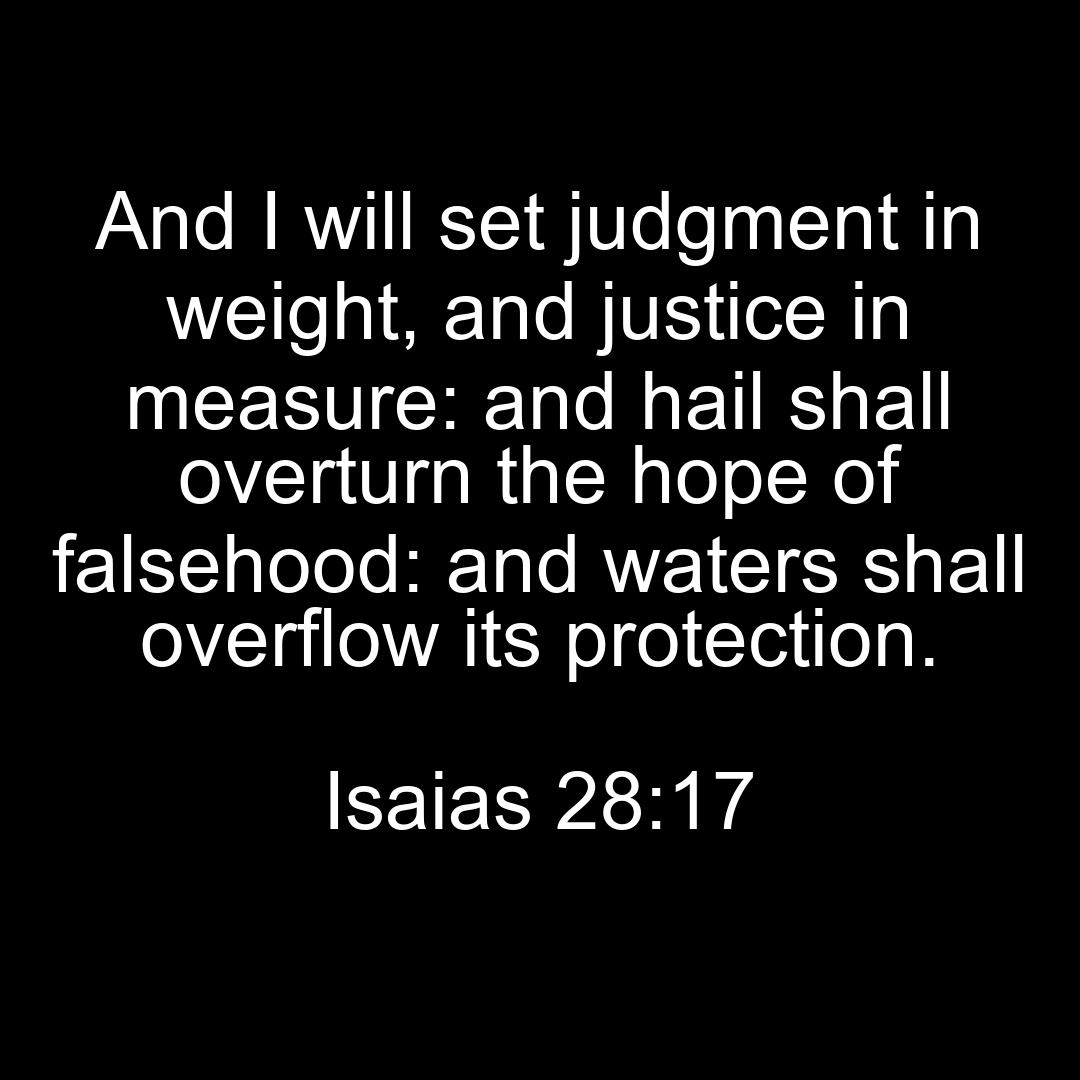 And I will set judgment in
weight, and justice in
measure: and hail shall
overturn the hope of
falsehood: and waters shall
overflow its protection.
Isaias 28:17